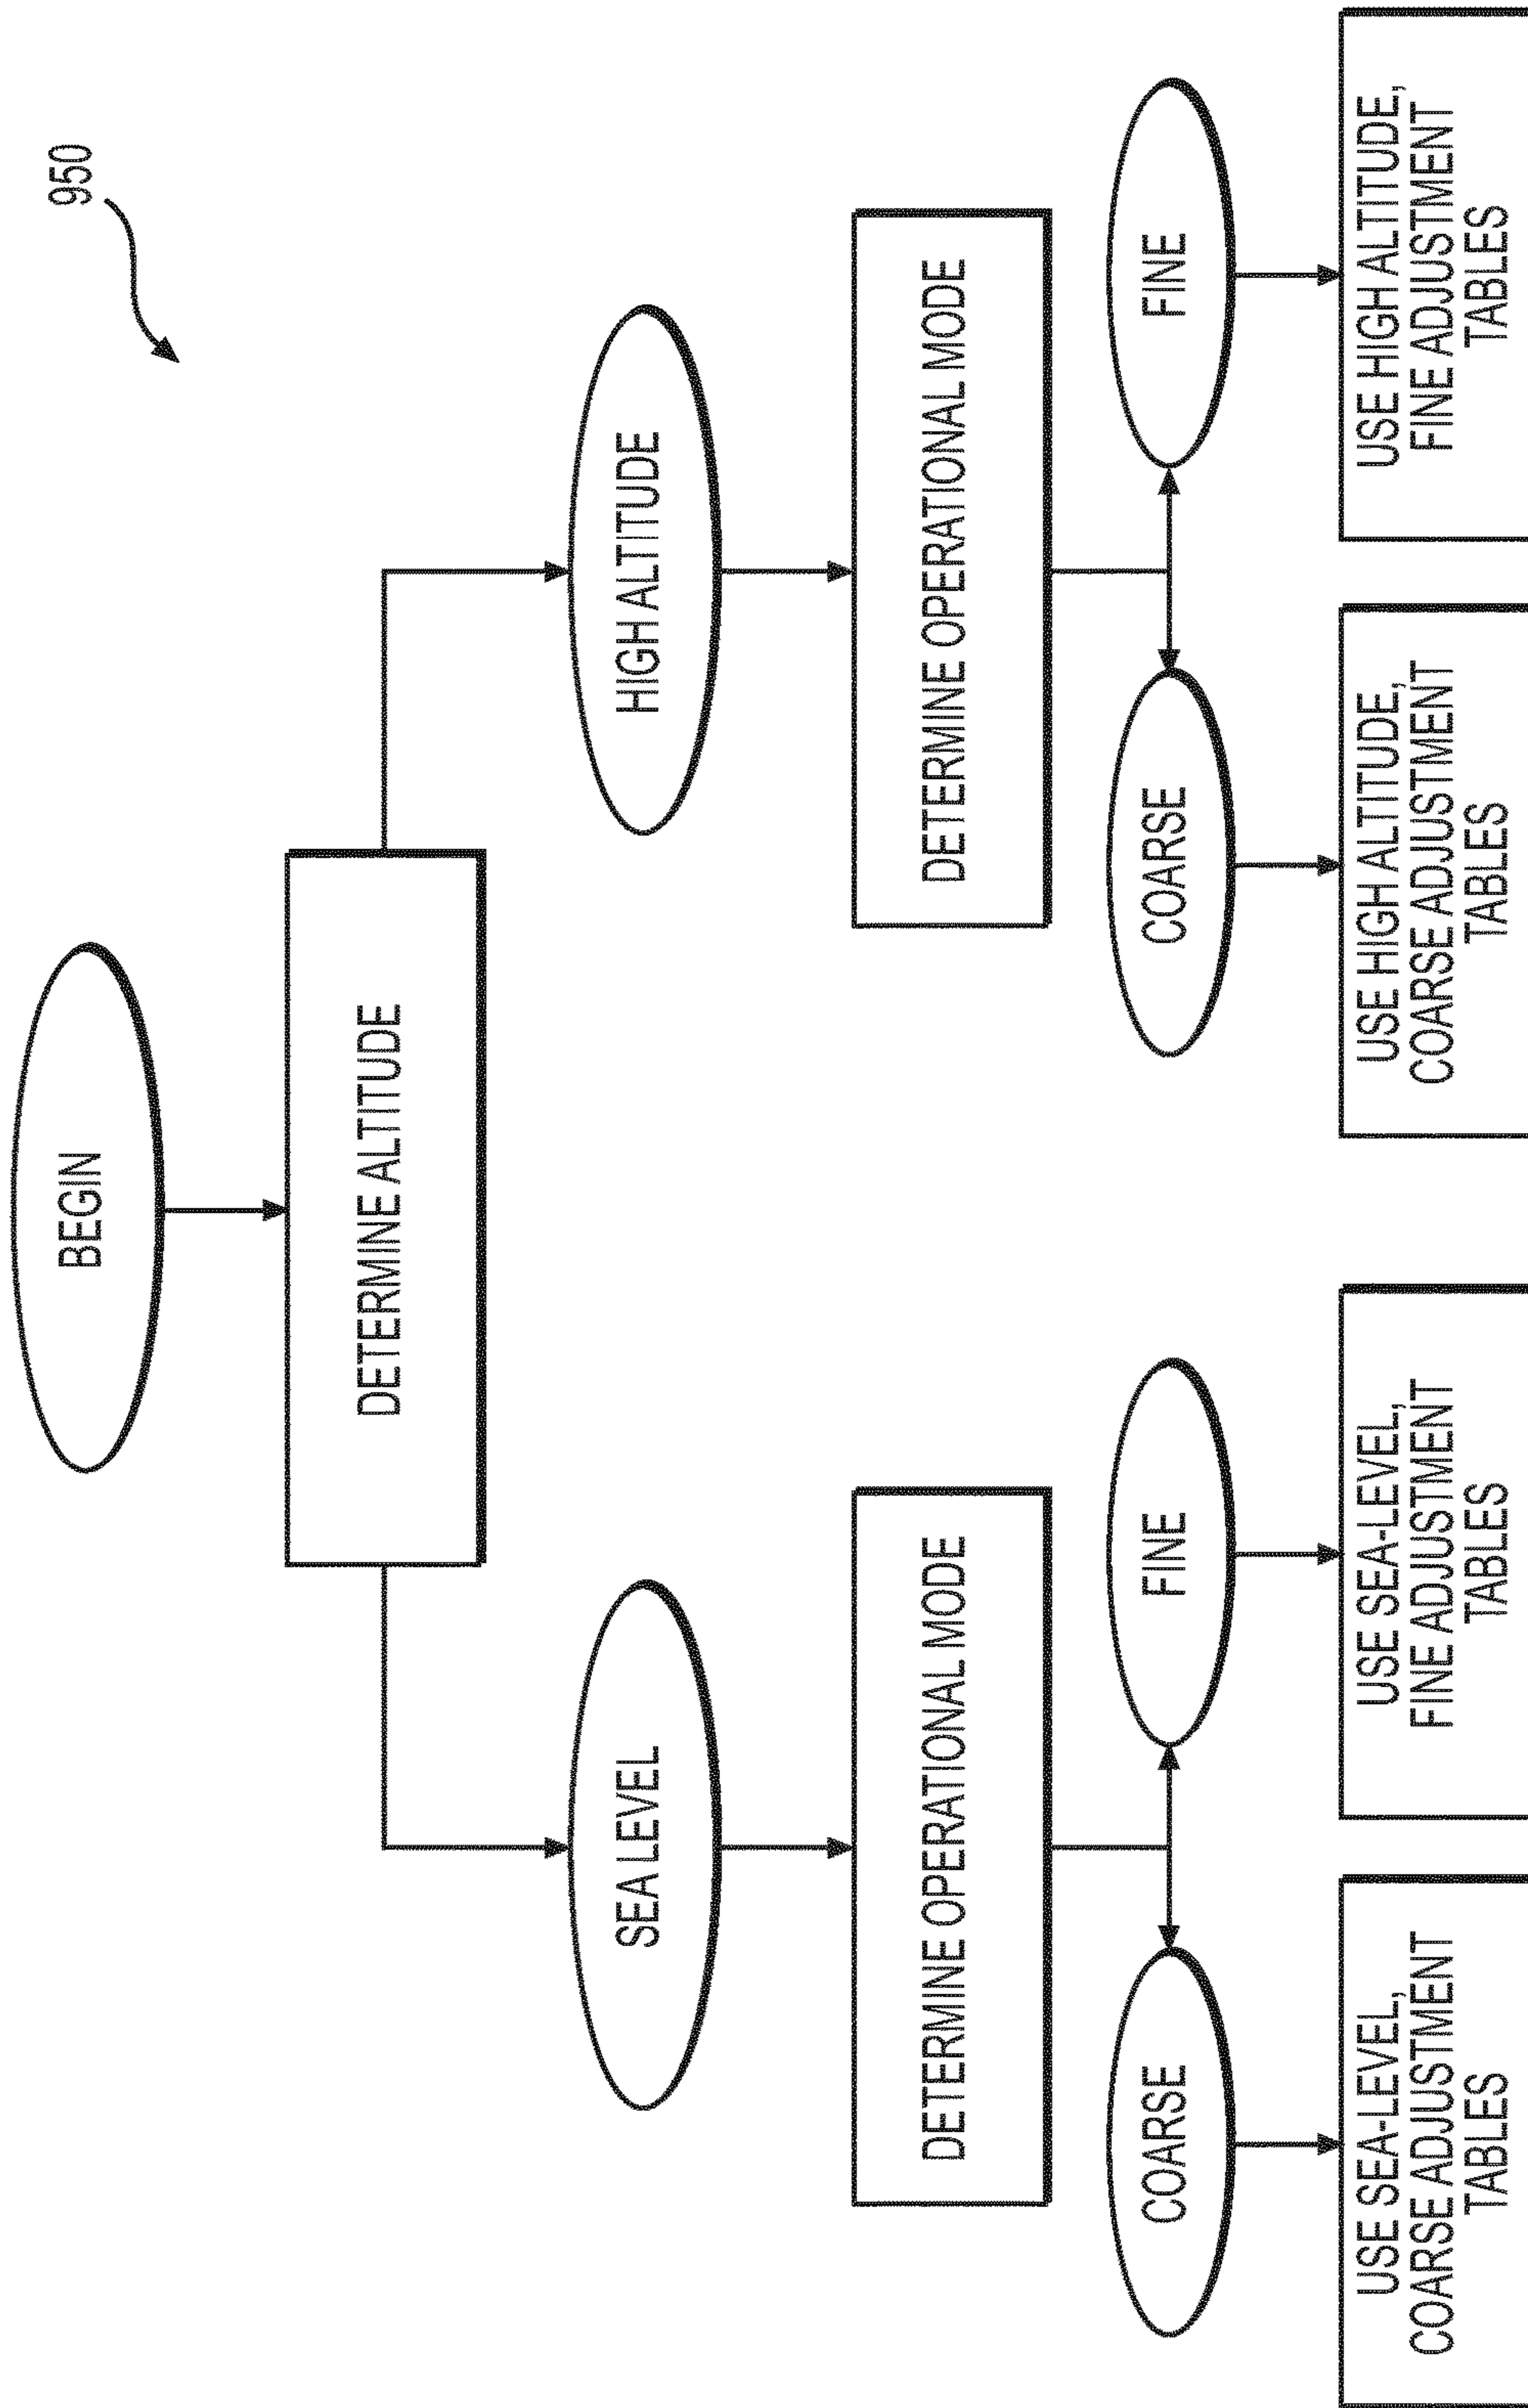 950
BEGIN
DETERMINE ALTITUDE
SEA LEVEL
HIGH ALTITUDE
DETERMINE OPERATIONAL MODE
DETERMINE OPERATIONAL MODE
COARSE
FINE
COARSE
FINE
USE SEA-LEVEL,
COARSE ADJUSTMENT
TABLES
USE SEA-LEVEL,
FINE ADJUSTMENT
TABLES
USE HIGH ALTITUDE,
COARSE ADJUSTMENT
TABLES
USE HIGH ALTITUDE,
FINE ADJUSTMENT
TABLES